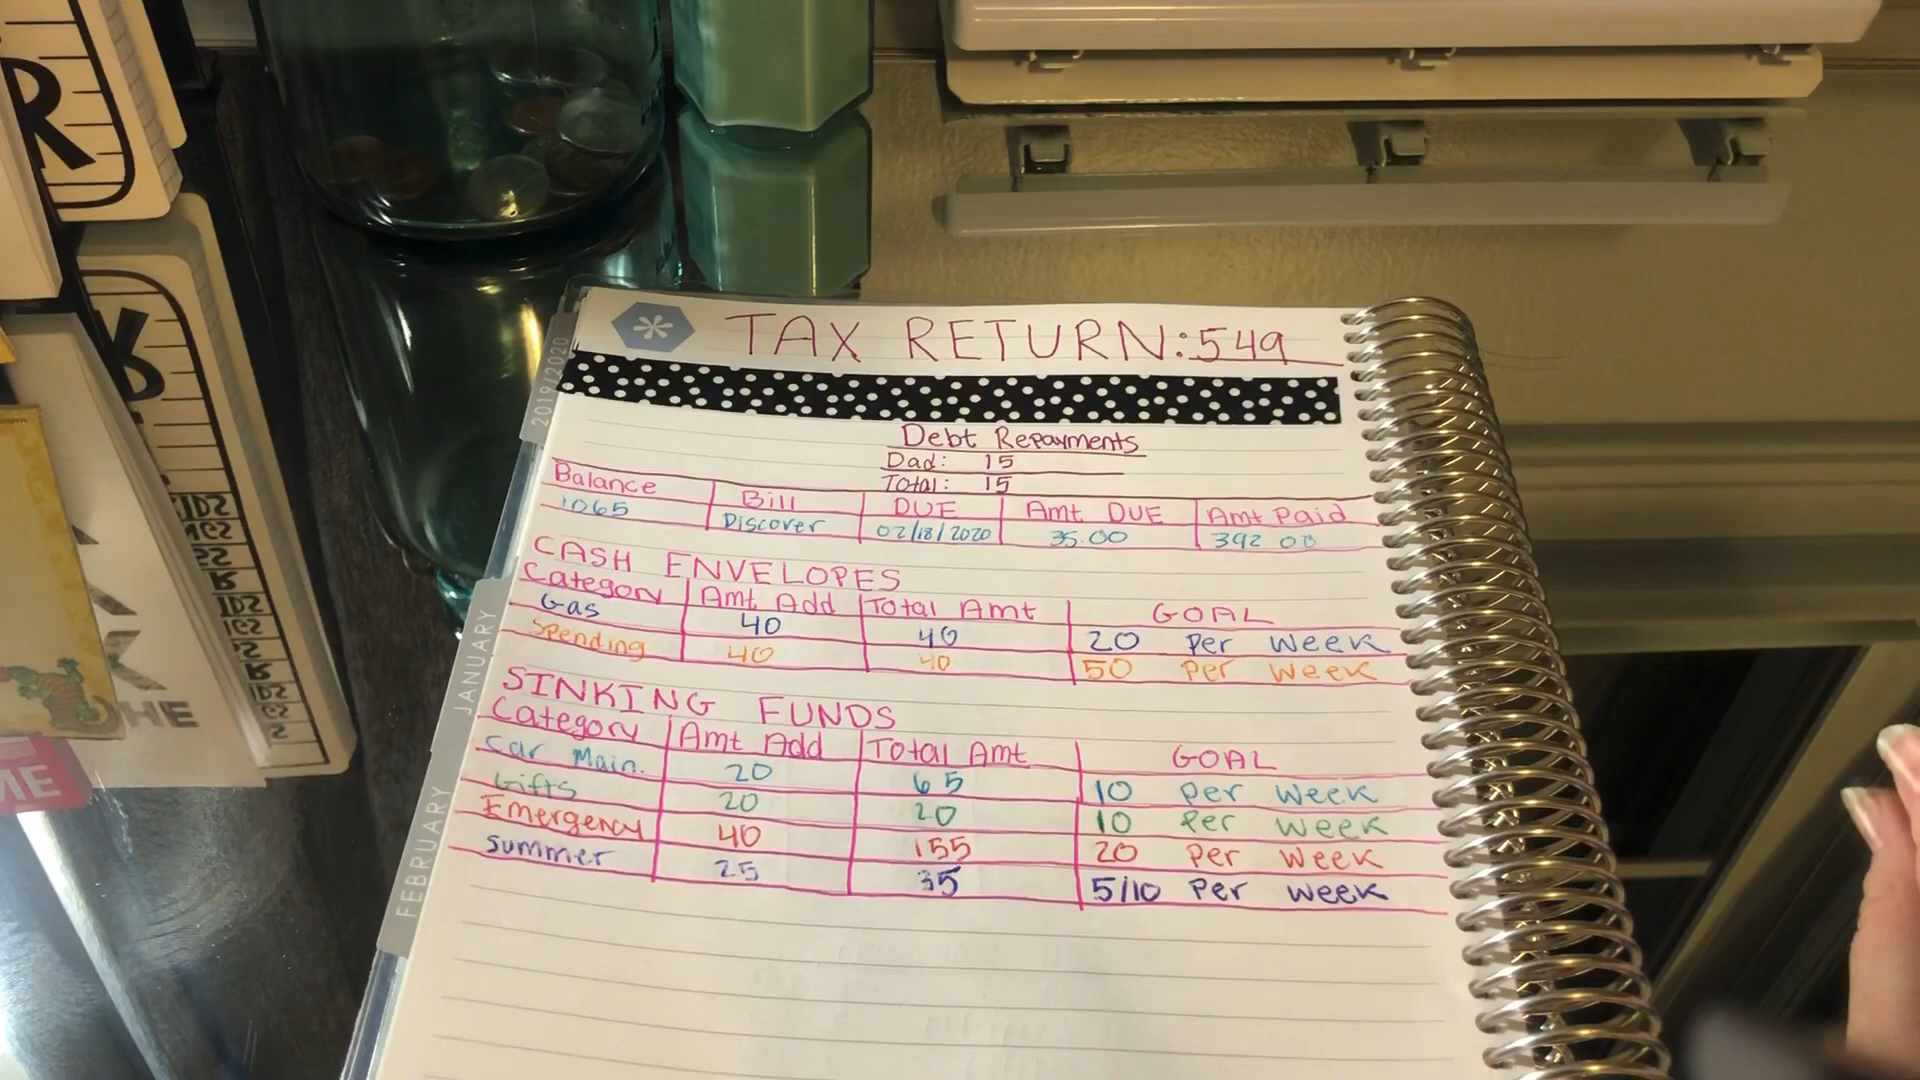 TAX RETURN: 549
Debt Repayments
Dad: 15
Total: 15
Balance Bill DUE Amt DUE Amt Paid
1065 Discover 02/18/2020 35.00 392 00
CASH ENVELOPES
Category Amt Add Total Amt GOAL
Gas 40 40 20 Per Week
Spending 40 40 50 Per Week
SINKING FUNDS
Category Amt Add Total Amt GOAL
Car Main. 20 65 10 Per Week
Gifts 20 20 10 Per Week
Emergency 40 155 20 Per Week
Summer 25 35 5/10 Per Week
2019/2020
JANUARY
FEBRUARY
R
K
THE
ME